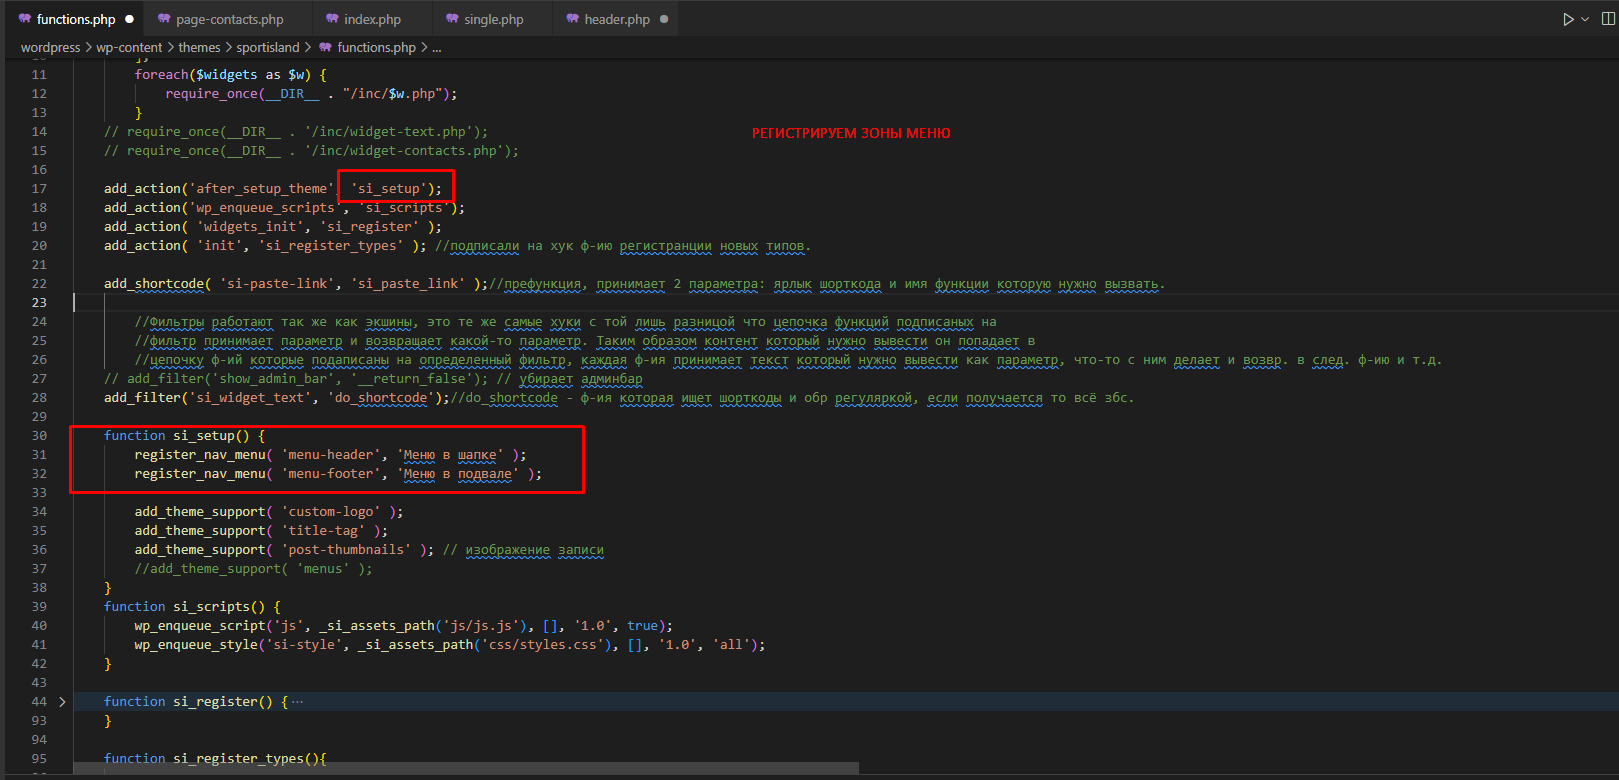 functions.php
page-contacts.php
index.php
single.php
header.php
wordpress > wp-content > themes > sportisland > functions.php > ...
11 foreach($widgets as $w) {
12 require_once(__DIR__ . "/inc/$w.php");
13 }
14 // require_once(__DIR__ . '/inc/widget-text.php');
РЕГИСТРИРУЕМ ЗОНЫ МЕНЮ
15 // require_once(__DIR__ . '/inc/widget-contacts.php');
16
17 add_action('after_setup_theme', 'si_setup');
18 add_action('wp_enqueue_scripts', 'si_scripts');
19 add_action( 'widgets_init', 'si_register' );
20 add_action( 'init', 'si_register_types' ); //подписали на хук ф-ию регистранции новых типов.
21
22 add_shortcode( 'si-paste-link', 'si_paste_link' );//префункция, принимает 2 параметра: ярлык шорткода и имя функции которую нужно вызвать.
23
24 //Фильтры работают так же как экшины, это те же самые хуки с той лишь разницой что цепочка функций подписаных на
25 //фильтр принимает параметр и возвращает какой-то параметр. Таким образом контент который нужно вывести он попадает в
26 //цепочку ф-ий которые подаписаны на определенный фильтр, каждая ф-ия принимает текст который нужно вывести как параметр, что-то с ним делает и возвр. в след. ф-ию и т.д.
27 // add_filter('show_admin_bar', '__return_false'); // убирает админбар
28 add_filter('si_widget_text', 'do_shortcode');//do_shortcode - ф-ия которая ищет шорткоды и обр регуляркой, если получается то всё збс.
29
30 function si_setup() {
31 register_nav_menu( 'menu-header', 'Меню в шапке' );
32 register_nav_menu( 'menu-footer', 'Меню в подвале' );
33
34 add_theme_support( 'custom-logo' );
35 add_theme_support( 'title-tag' );
36 add_theme_support( 'post-thumbnails' ); // изображение записи
37 //add_theme_support( 'menus' );
38 }
39 function si_scripts() {
40 wp_enqueue_script('js', _si_assets_path('js/js.js'), [], '1.0', true);
41 wp_enqueue_style('si-style', _si_assets_path('css/styles.css'), [], '1.0', 'all');
42 }
43
44 function si_register() { ...
93 }
94
95 function si_register_types(){